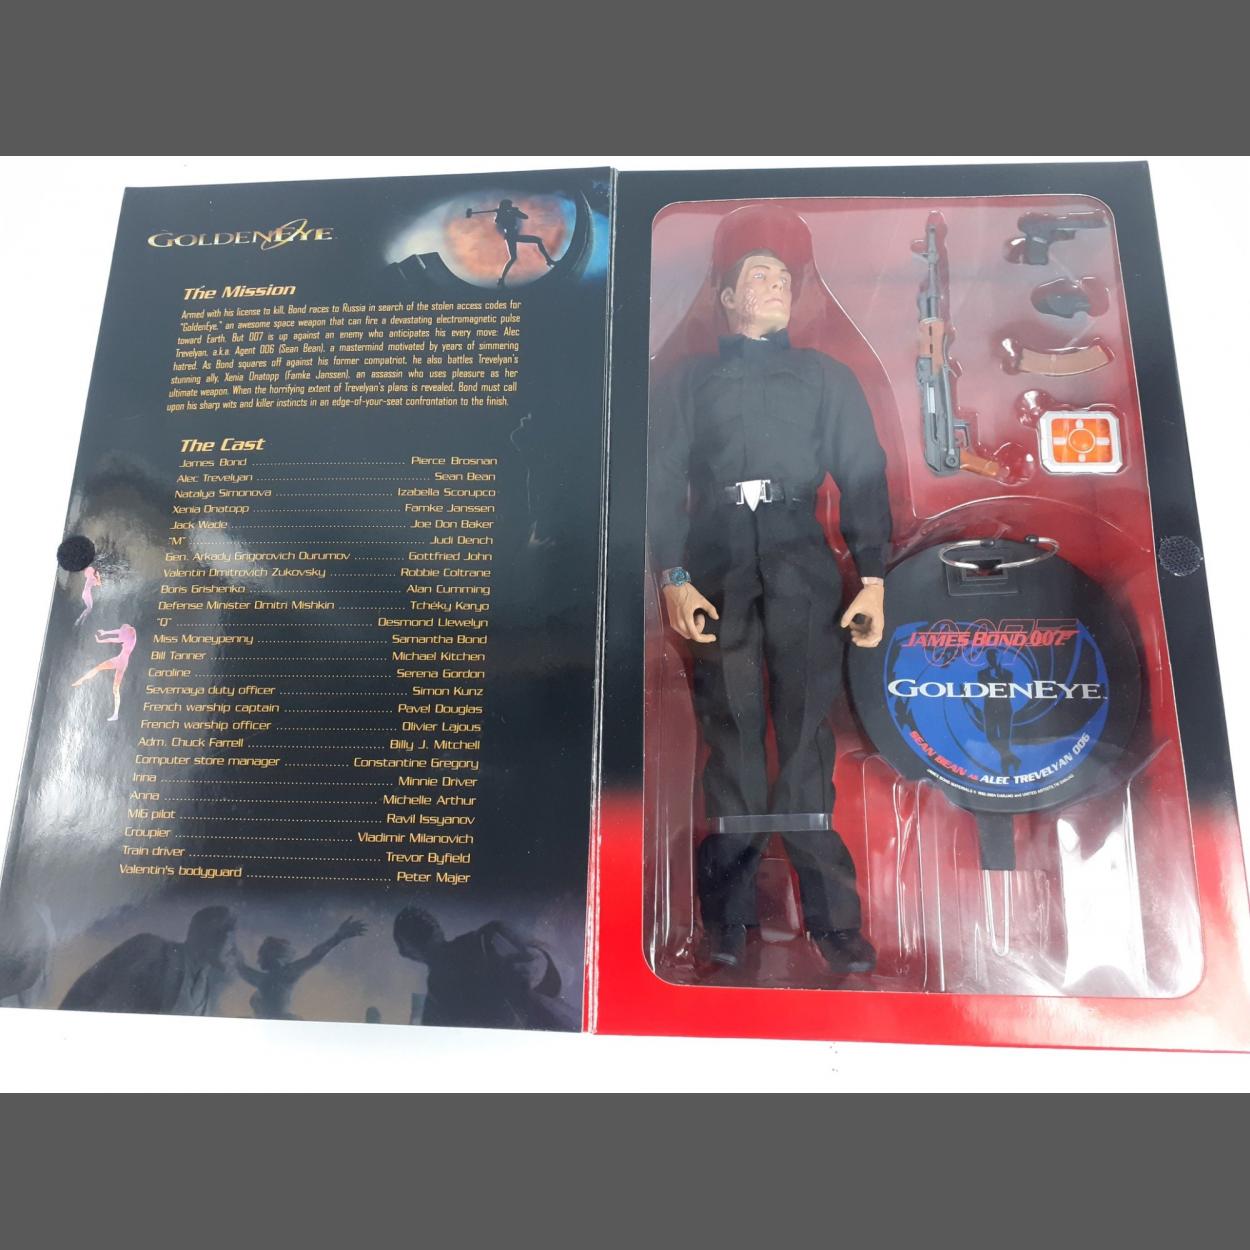 GOLDENEYE
The Mission
Armed with his license to kill, Bond races to Russia in search of the stolen access codes for
"GoldenEye," an awesome space weapon that can fire a devastating electromagnetic pulse
toward Earth. But 007 is up against an enemy who anticipates his every move: Alec
Trevelyan, a.k.a. Agent 006 (Sean Bean), a mastermind motivated by years of simmering
hatred. As Bond squares off against his former compatriot, he also battles Trevelyan's
stunning ally, Xenia Onatopp (Famke Janssen), an assassin who uses pleasure as her
ultimate weapon. When the horrifying extent of Trevelyan's plans is revealed, Bond must call
upon his sharp wits and killer instincts in an edge-of-your-seat confrontation to the finish.
The Cast
James Bond ........ Pierce Brosnan
Alec Trevelyan ........ Sean Bean
Natalya Simonova ........ Izabella Scorupco
Xenia Onatopp ........ Famke Janssen
Jack Wade ........ Joe Don Baker
"M" ........ Judi Dench
Gen. Arkady Grigorovich Ourumov ........ Gottfried John
Valentin Dmitrovich Zukovsky ........ Robbie Coltrane
Boris Grishenko ........ Alan Cumming
Defense Minister Dmitri Mishkin ........ Tchéky Karyo
"Q" ........ Desmond Llewelyn
Miss Moneypenny ........ Samantha Bond
Bill Tanner ........ Michael Kitchen
Caroline ........ Serena Gordon
Severnaya duty officer ........ Simon Kunz
French warship captain ........ Pavel Douglas
French warship officer ........ Olivier Lajous
Adm. Chuck Farrell ........ Billy J. Mitchell
Computer store manager ........ Constantine Gregory
Irina ........ Minnie Driver
Anna ........ Michelle Arthur
MiG pilot ........ Ravil Issyanov
Croupier ........ Vladimir Milanovich
Train driver ........ Trevor Byfield
Valentin's bodyguard ........ Peter Majer
007
JAMES BOND 007
GOLDENEYE™
SEAN BEAN AS ALEC TREVELYAN 006